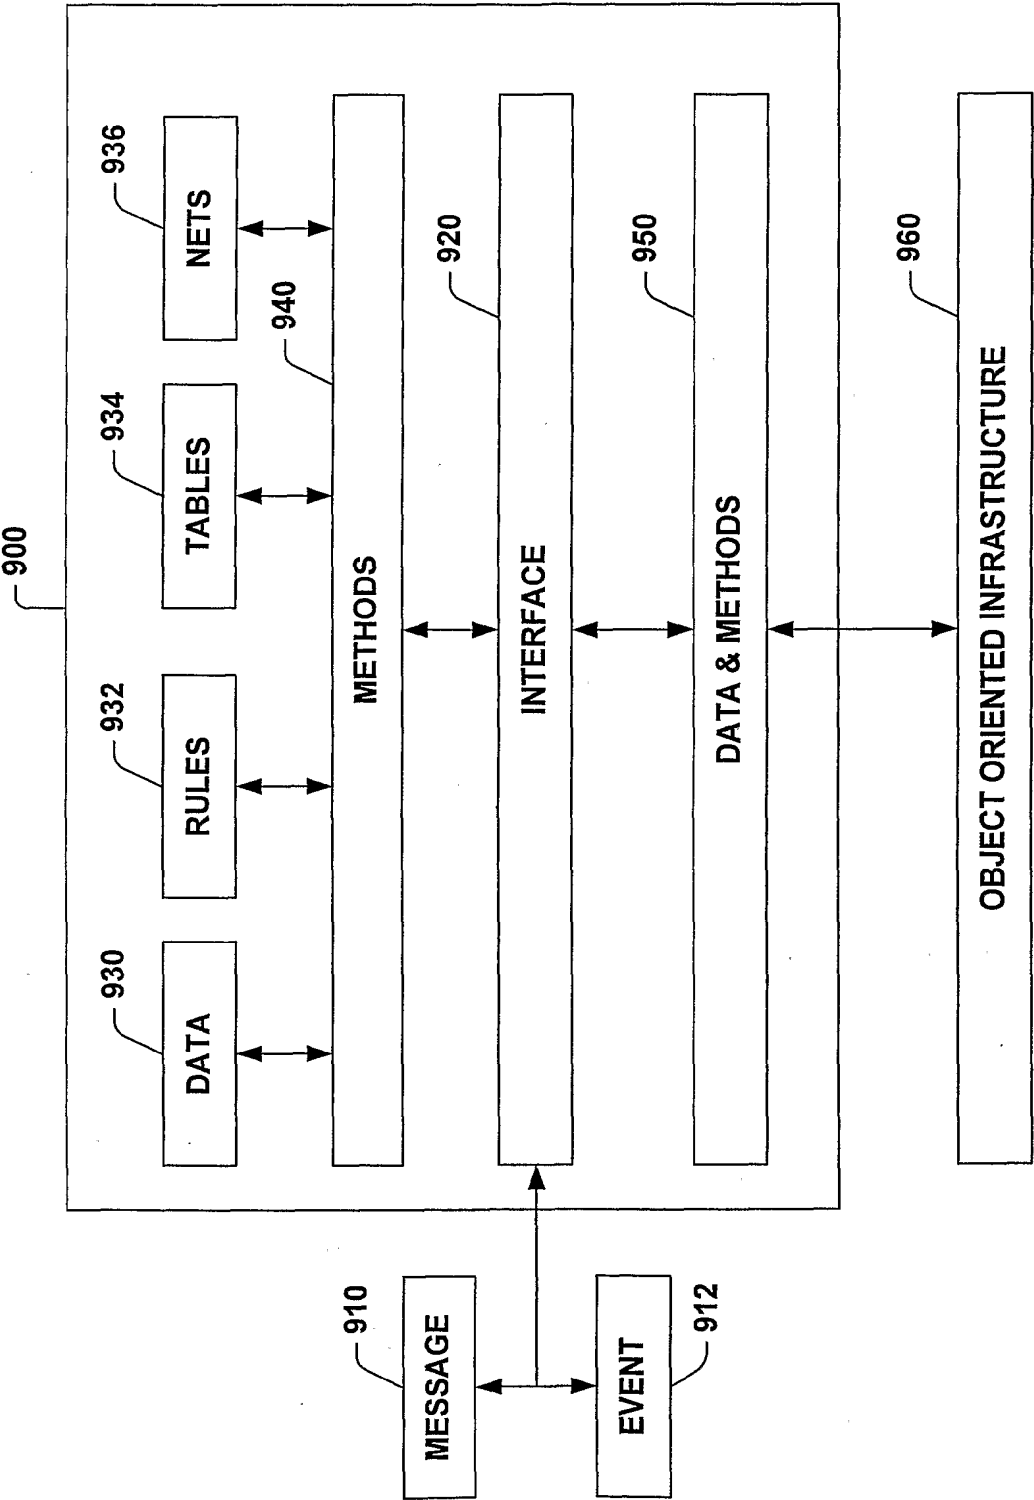 900
930
932
934
936
DATA
RULES
TABLES
NETS
940
METHODS
910
MESSAGE
920
INTERFACE
EVENT
912
950
DATA & METHODS
960
OBJECT ORIENTED INFRASTRUCTURE